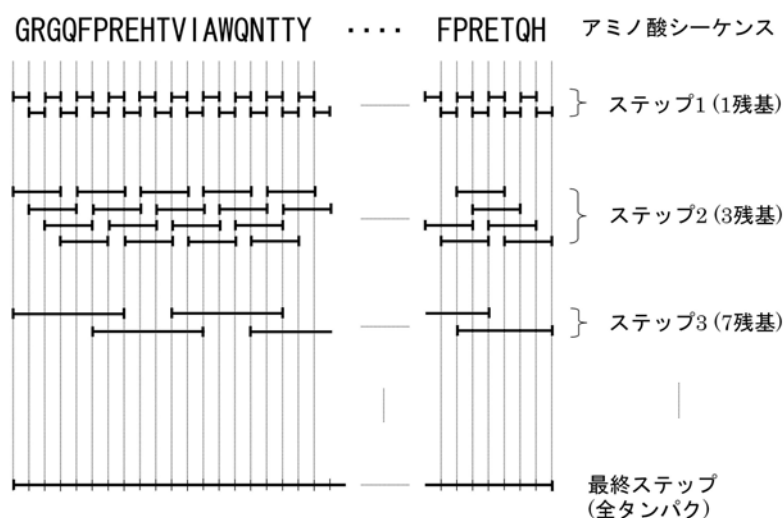 GRGQFPREHTVIAWQNTTY ････ FPRETQH アミノ酸シーケンス
ステップ1 (1残基)
ステップ2 (3残基)
ステップ3 (7残基)
最終ステップ
(全タンパク)